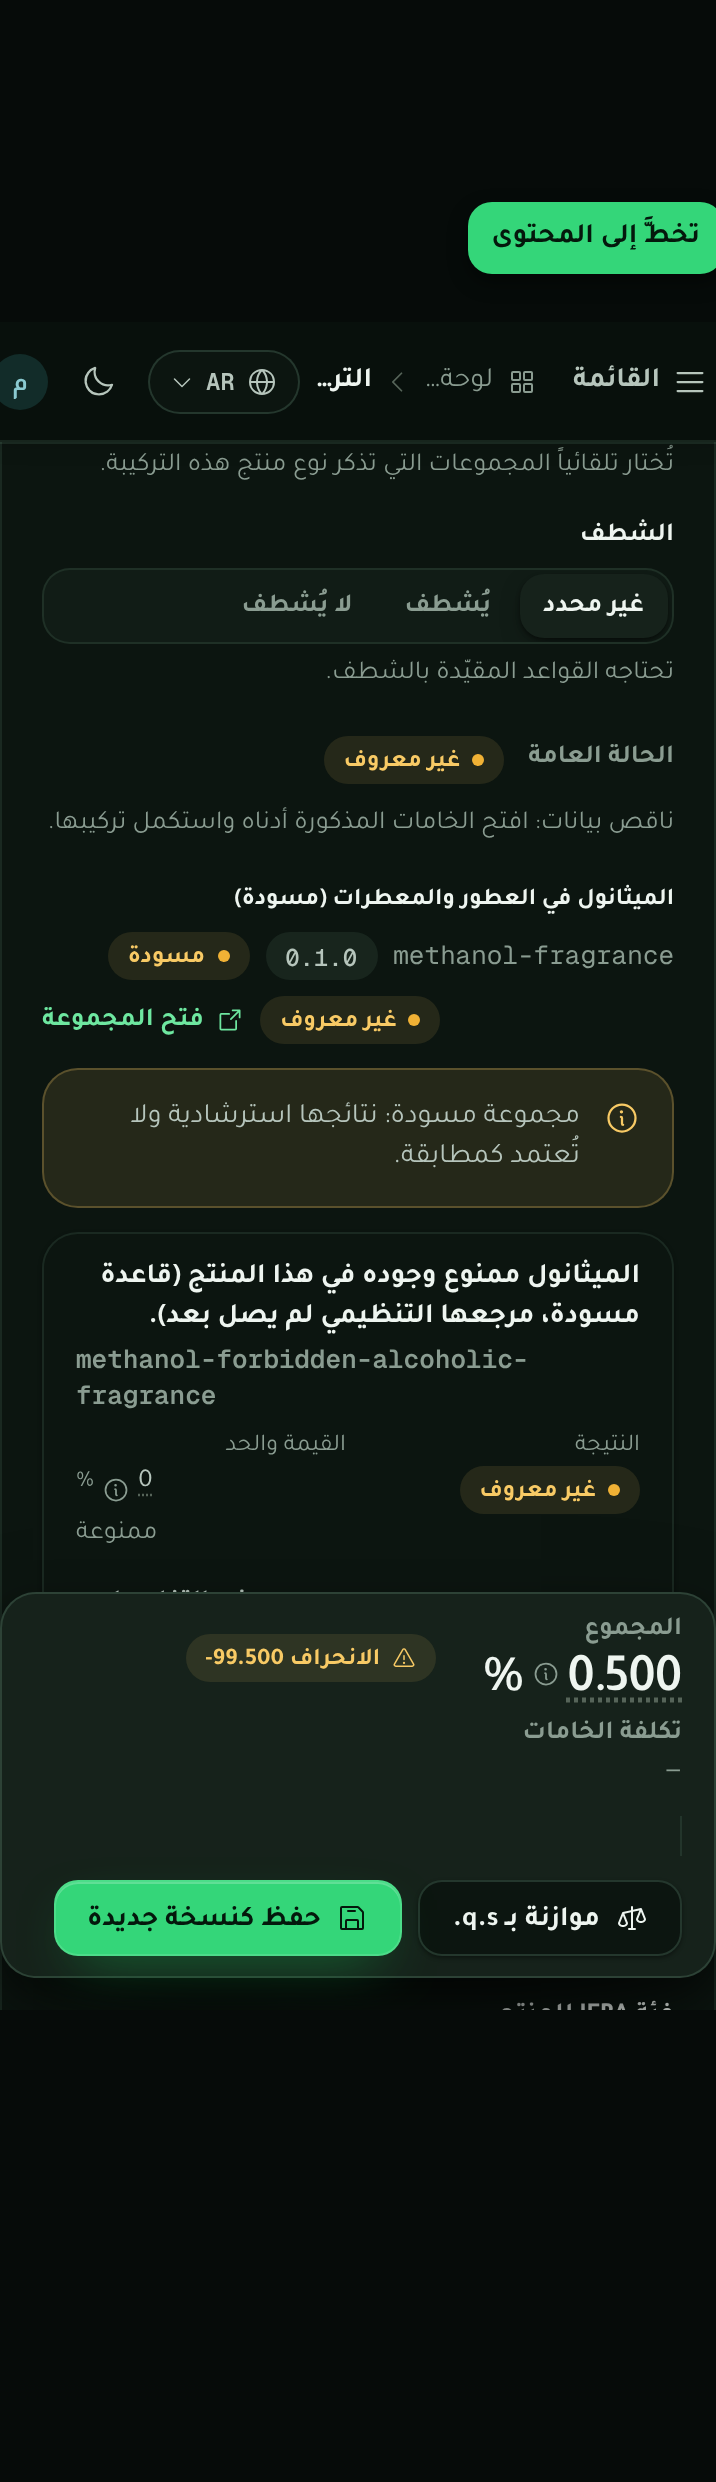 تخطَّ إلى المحتوى
القائمة
لوحة...
التر...
AR
م
تُختار تلقائياً المجموعات التي تذكر نوع منتج هذه التركيبة.
الشطف
غير محدد
يُشطف
لا يُشطف
تحتاجه القواعد المقيّدة بالشطف.
الحالة العامة
غير معروف
ناقص بيانات: افتح الخامات المذكورة أدناه واستكمل تركيبها.
الميثانول في العطور والمعطرات (مسودة)
methanol-fragrance 0.1.0 مسودة
غير معروف فتح المجموعة
مجموعة مسودة: نتائجها استرشادية ولا
تُعتمد كمطابقة.
الميثانول ممنوع وجوده في هذا المنتج (قاعدة
مسودة، مرجعها التنظيمي لم يصل بعد).
methanol-forbidden-alcoholic-
fragrance
النتيجة
القيمة والحد
غير معروف
0 %
ممنوعة
المجموع
0.500 %
الانحراف 99.500-
تكلفة الخامات
—
موازنة بـ q.s.
حفظ كنسخة جديدة